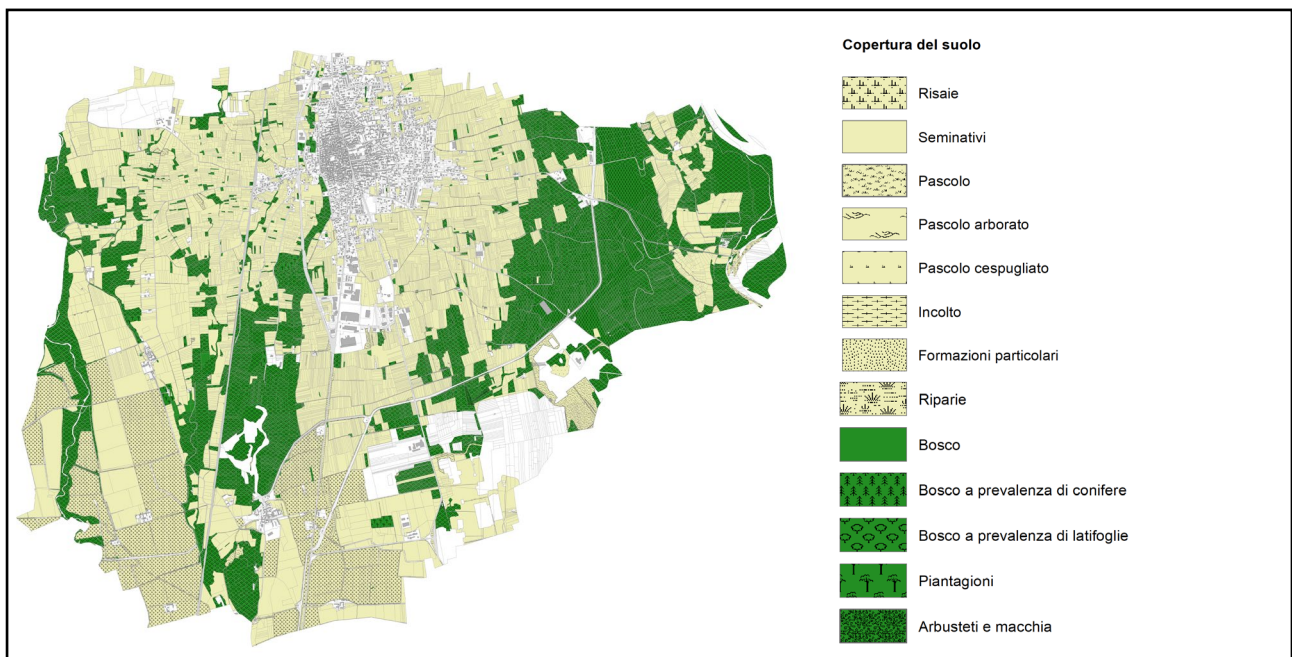 Copertura del suolo
Risaie
Seminativi
Pascolo
Pascolo arborato
Pascolo cespugliato
Incolto
Formazioni particolari
Riparie
Bosco
Bosco a prevalenza di conifere
Bosco a prevalenza di latifoglie
Piantagioni
Arbusteti e macchia